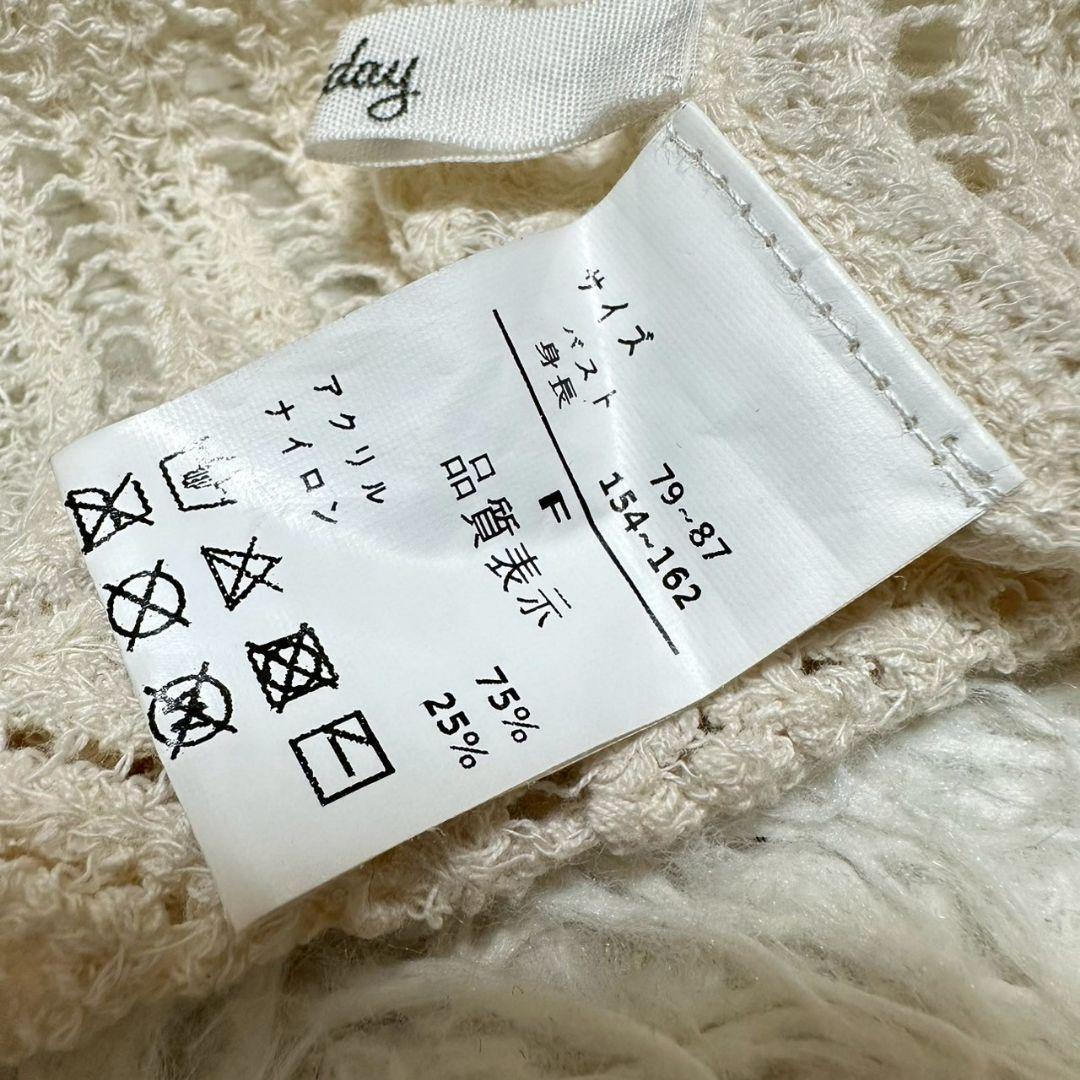 day
サイズ F
バスト 79~87
身長 154~162
品質表示
アクリル 75%
ナイロン 25%